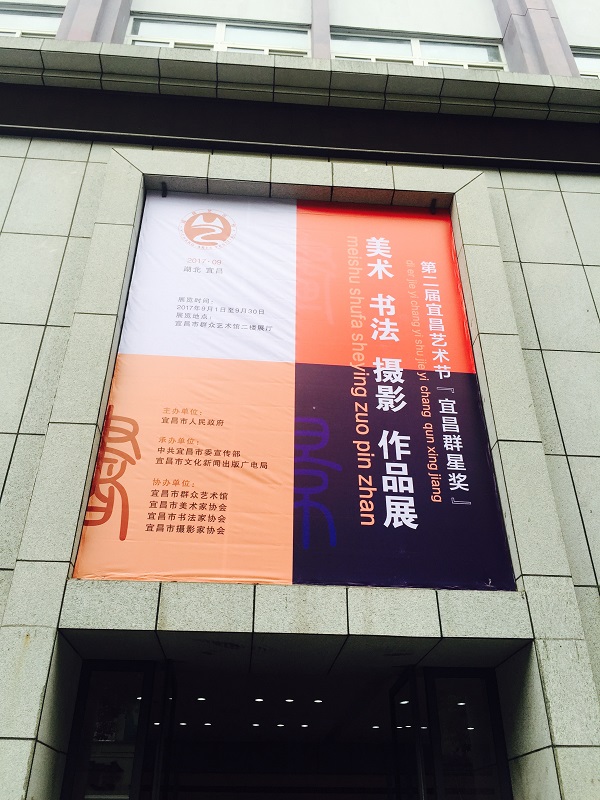 2017·09
湖北 宜昌
展览时间：
2017年9月1日至9月30日
展览地点：
宜昌市群众艺术馆二楼展厅
第二届宜昌艺术节『宜昌群星奖』
di er jie yi chang yi shu jie yi chang qun xing jiang
美术 书法 摄影 作品展
meishu shufa sheying zuo pin zhan
主办单位：
宜昌市人民政府
承办单位：
中共宜昌市委宣传部
宜昌市文化新闻出版广电局
协办单位：
宜昌市群众艺术馆
宜昌市美术家协会
宜昌市书法家协会
宜昌市摄影家协会